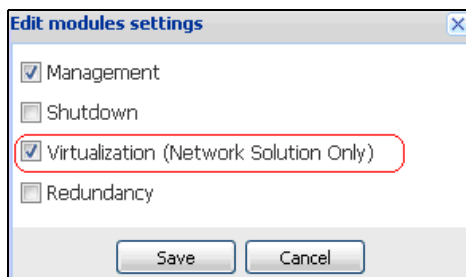 Edit modules settings
Management
Shutdown
Virtualization (Network Solution Only)
Redundancy
Save Cancel